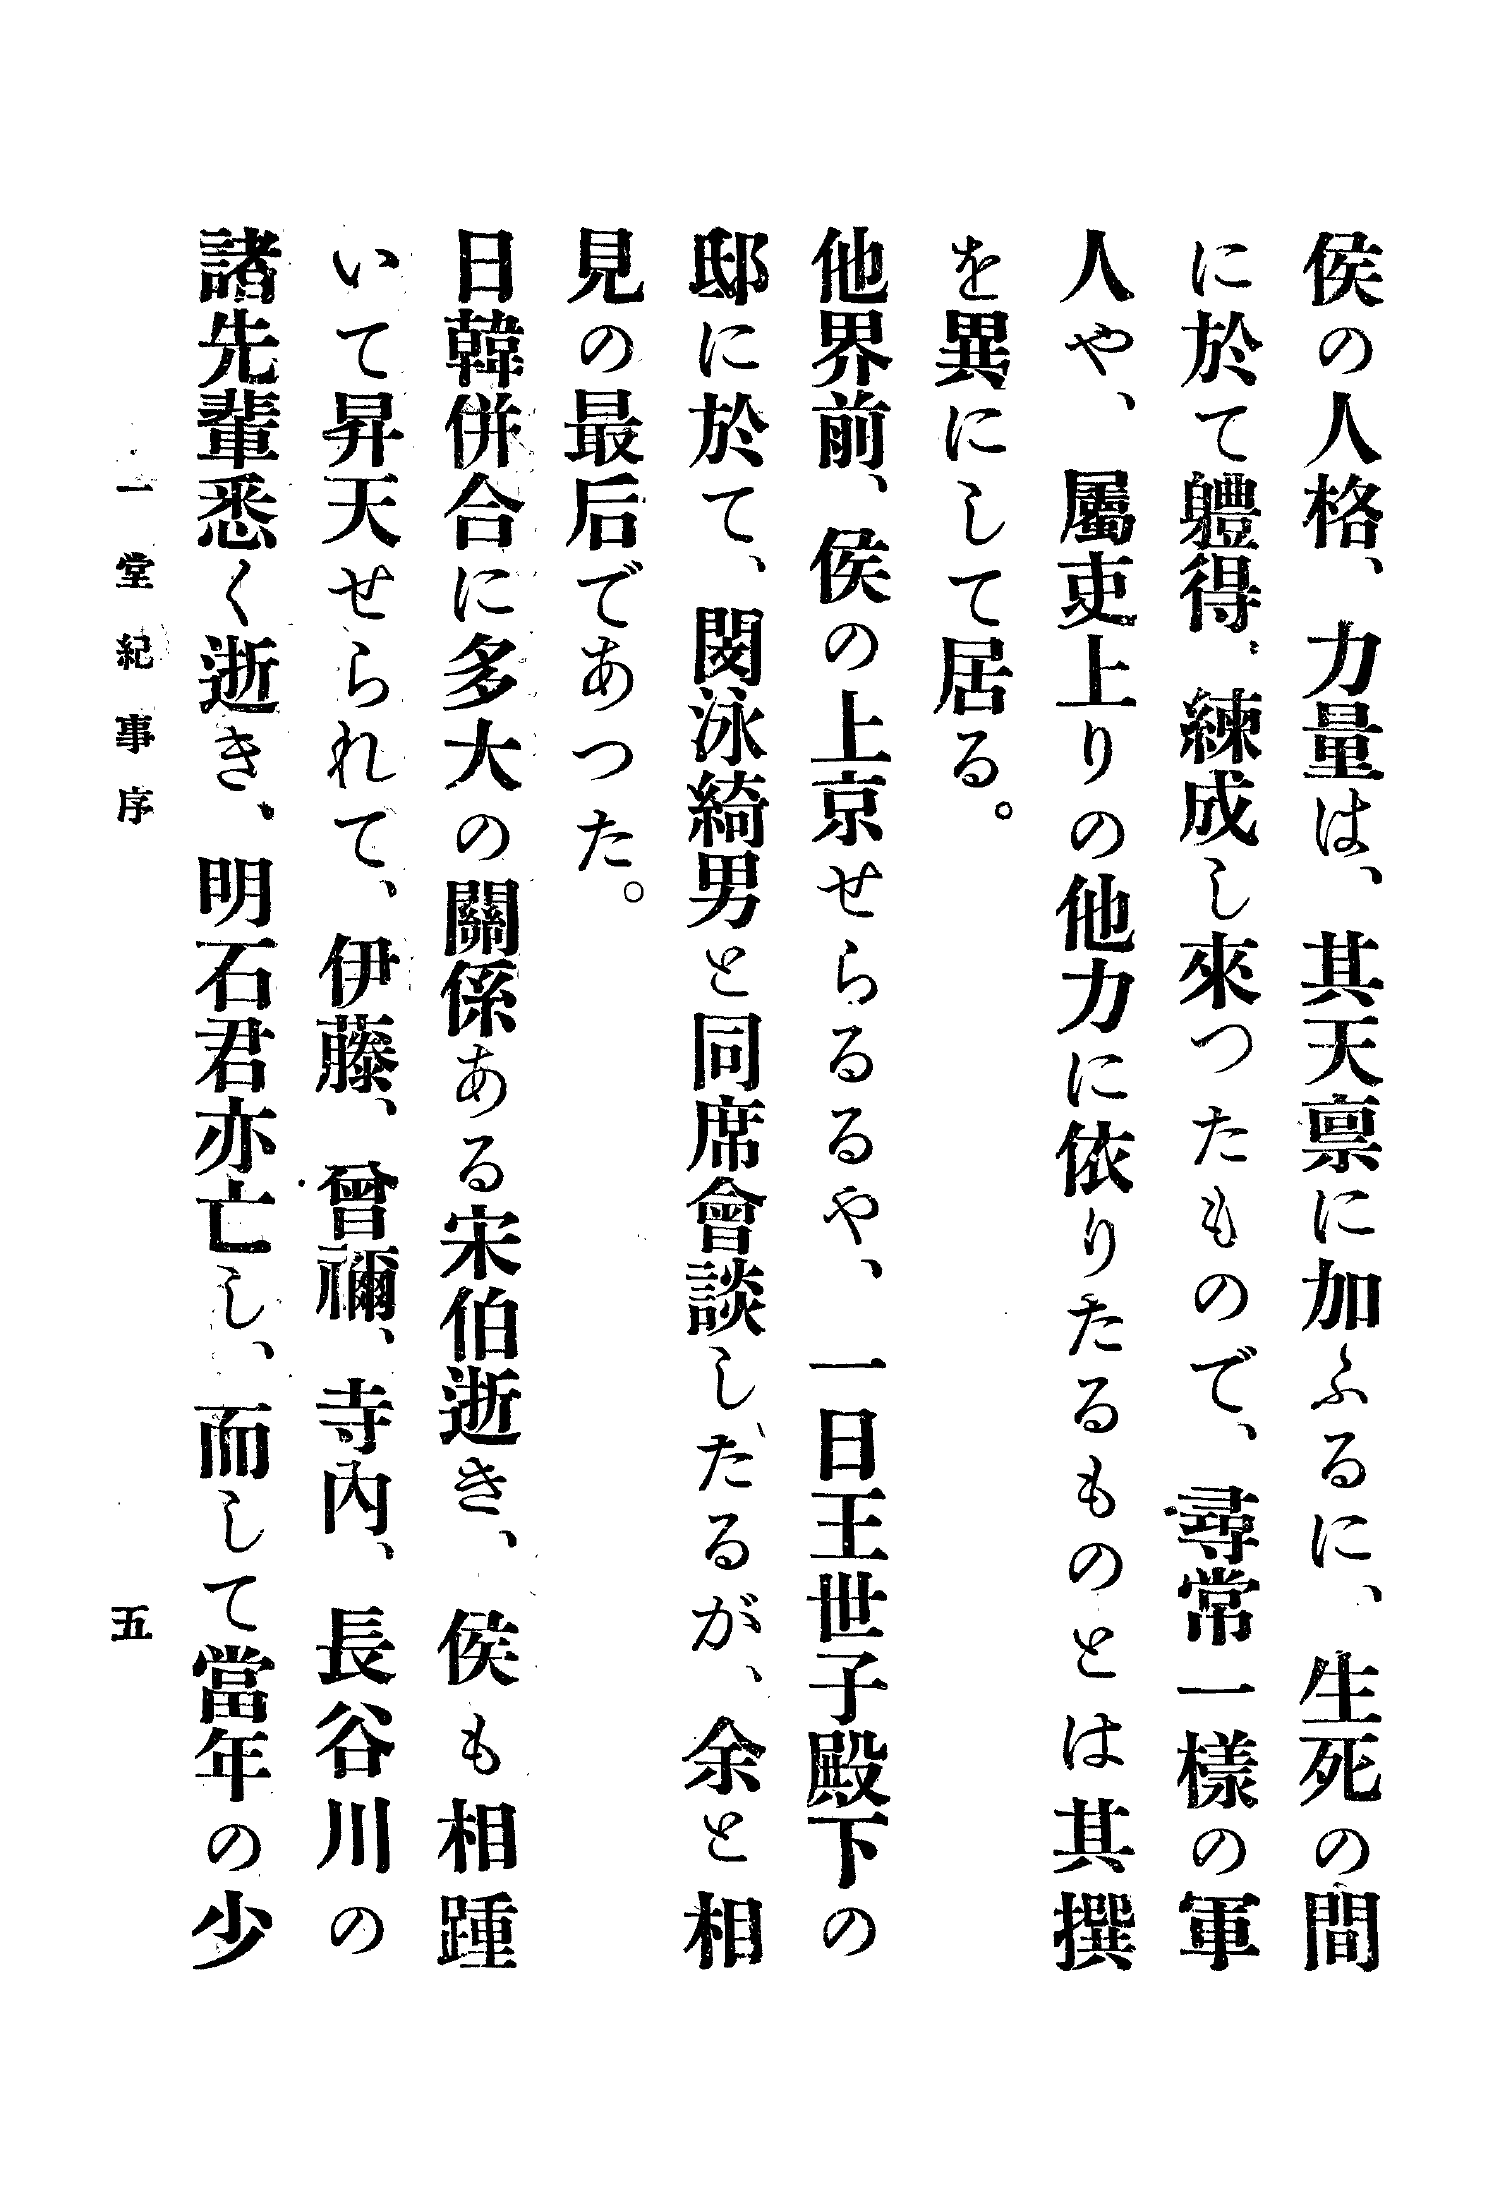 侯の人格、力量は、其天禀に加ふるに、生死の間
に於て軆得、練成し來つたもので、尋常一樣の軍
人や、屬吏上りの他力に依りたるものとは其撰
を異にして居る。
他界前、侯の上京せらるるや、一日王世子殿下の
邸に於て、閔泳綺男と同席會談したるが、余と相
見の最后であつた。
日韓併合に多大の關係ある宋伯逝き、侯も相踵
いて昇天せられて、伊藤、曾禰、寺內、長谷川の
諸先輩悉く逝き、明石君亦亡し、而して當年の少
一堂紀事序
五